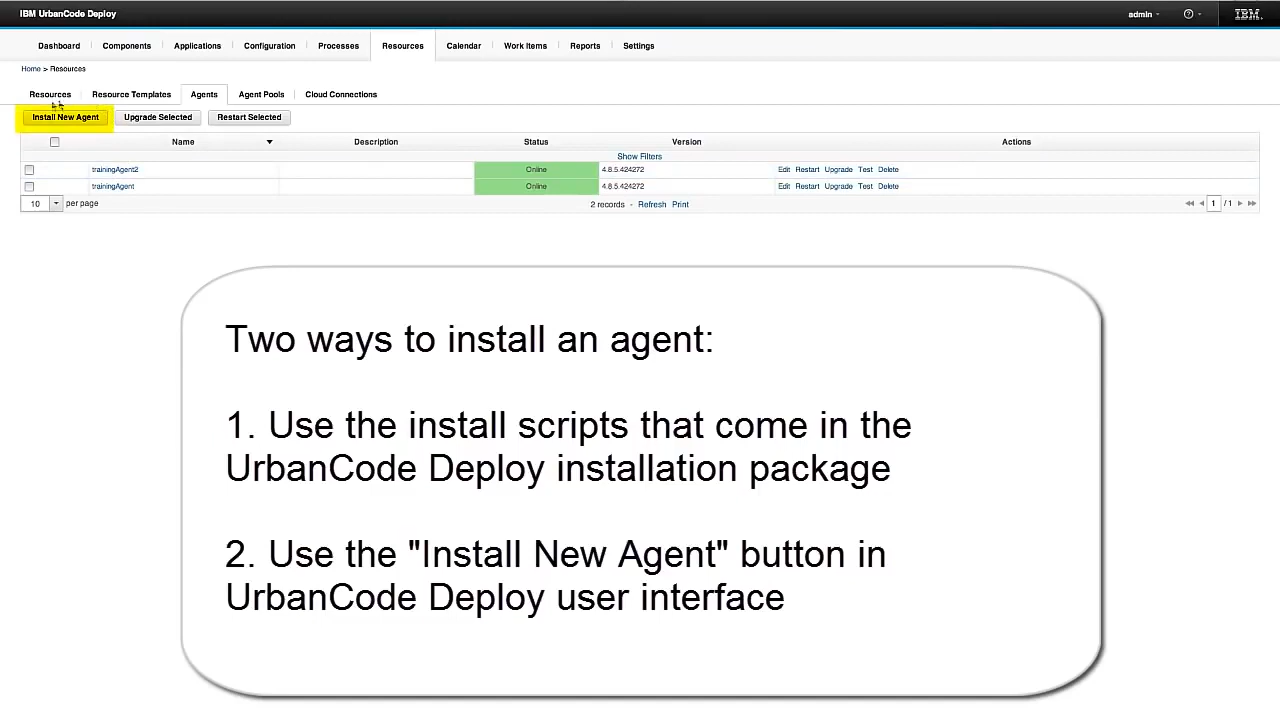 IBM UrbanCode Deploy
admin
IBM
Dashboard Components Applications Configuration Processes Resources Calendar Work Items Reports Settings
Home > Resources
Resources Resource Templates Agents Agent Pools Cloud Connections
Install New Agent Upgrade Selected Restart Selected
Name Description Status Version Actions
Show Filters
trainingAgent2 Online 4.8.5.424272 Edit Restart Upgrade Test Delete
trainingAgent Online 4.8.5.424272 Edit Restart Upgrade Test Delete
10 per page 2 records - Refresh Print 1 / 1
Two ways to install an agent:
1. Use the install scripts that come in the
UrbanCode Deploy installation package
2. Use the "Install New Agent" button in
UrbanCode Deploy user interface